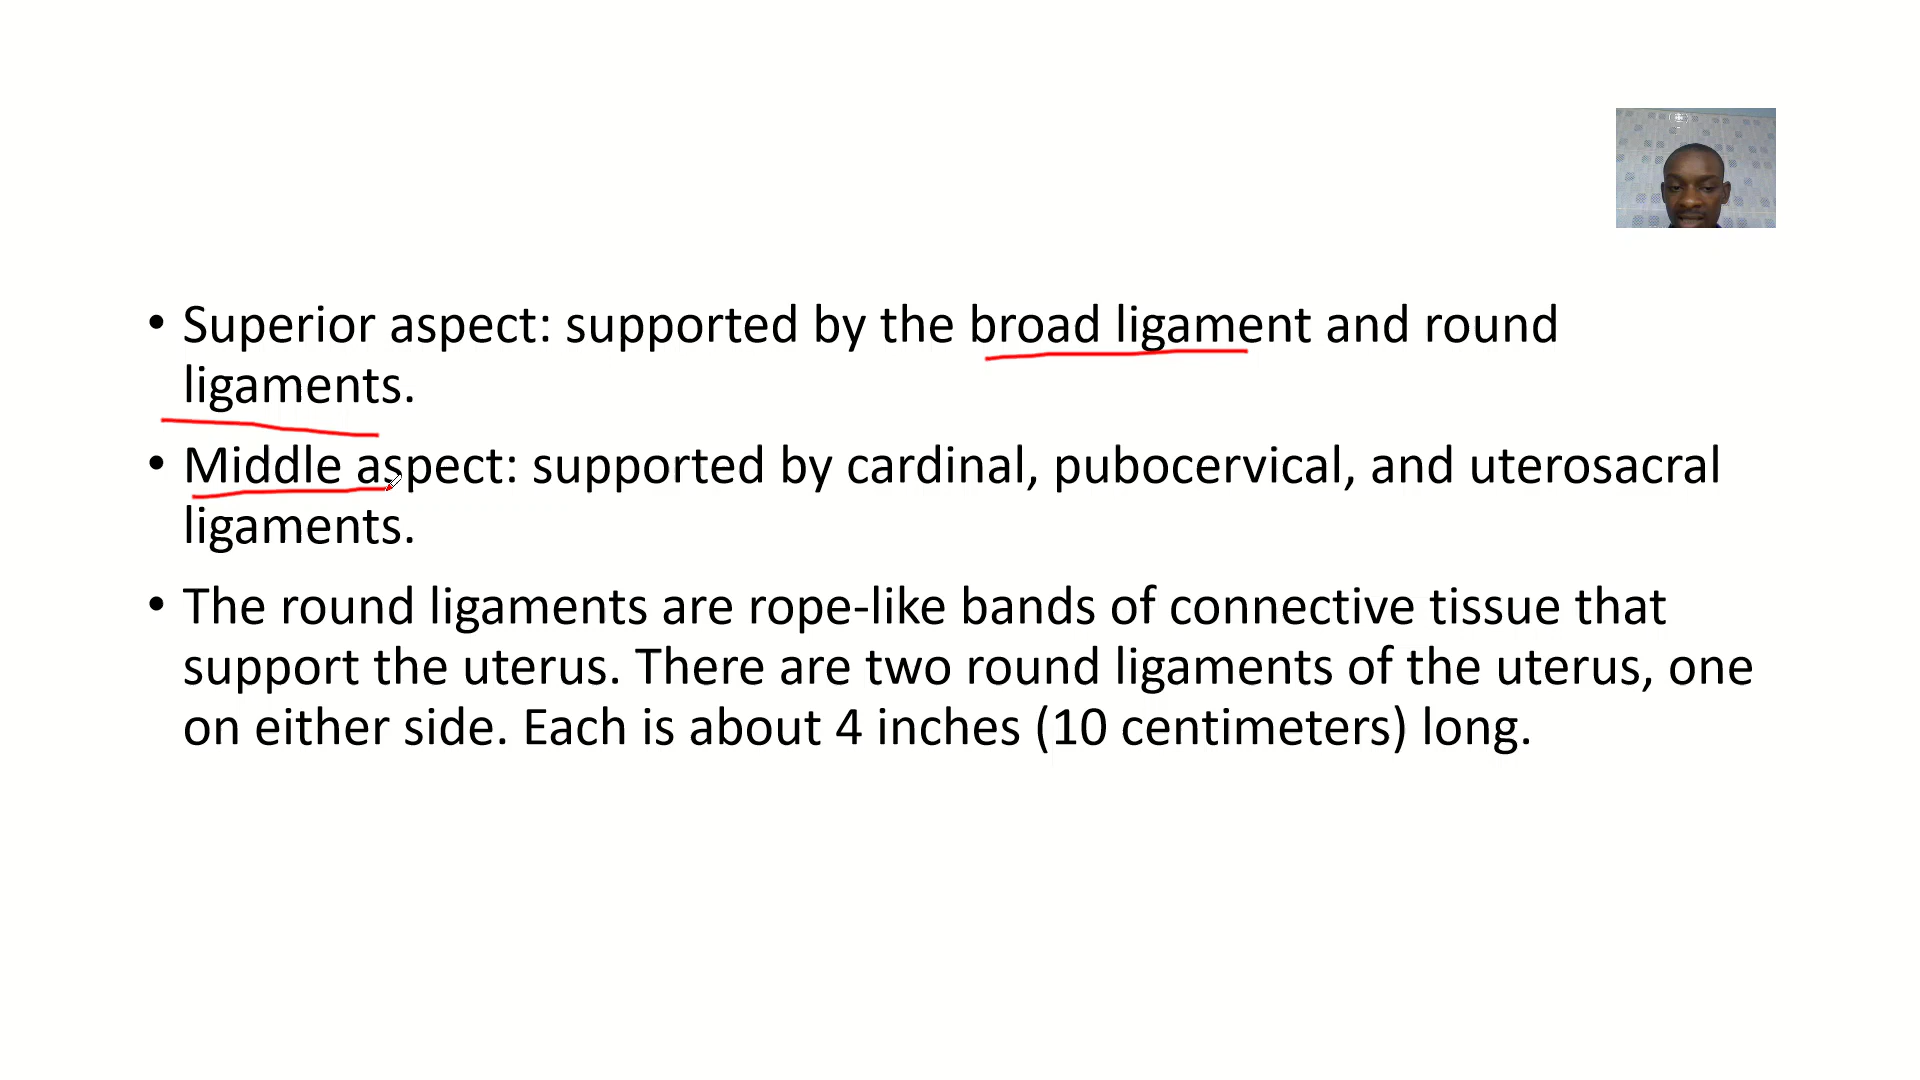 • Superior aspect: supported by the broad ligament and round
ligaments.
• Middle aspect: supported by cardinal, pubocervical, and uterosacral
ligaments.
• The round ligaments are rope-like bands of connective tissue that
support the uterus. There are two round ligaments of the uterus, one
on either side. Each is about 4 inches (10 centimeters) long.